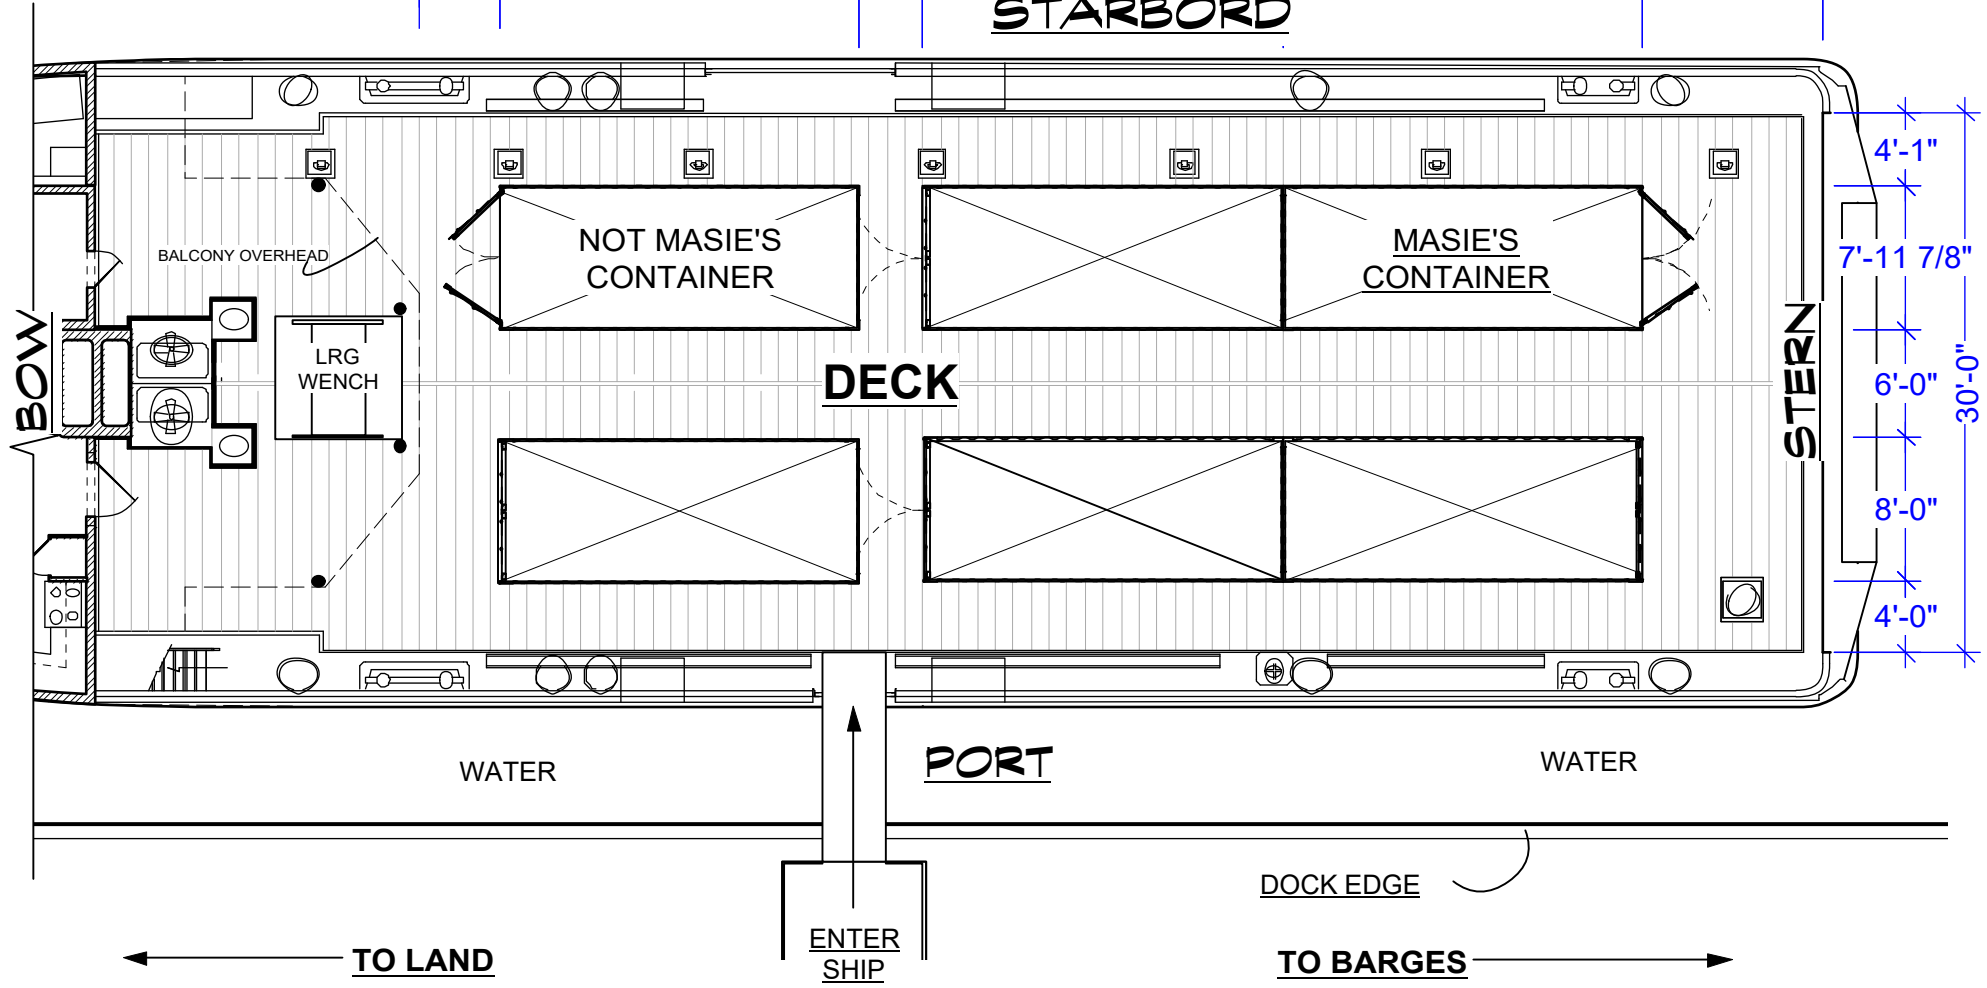 STARBORD
4'-1"
NOT MASIE'S
CONTAINER
MASIE'S
CONTAINER
7'-11 7/8"
BALCONY OVERHEAD
BOW
LRG
WENCH
DECK
STERN
6'-0"
30'-0"
8'-0"
4'-0"
WATER
PORT
WATER
DOCK EDGE
ENTER
SHIP
TO LAND
TO BARGES